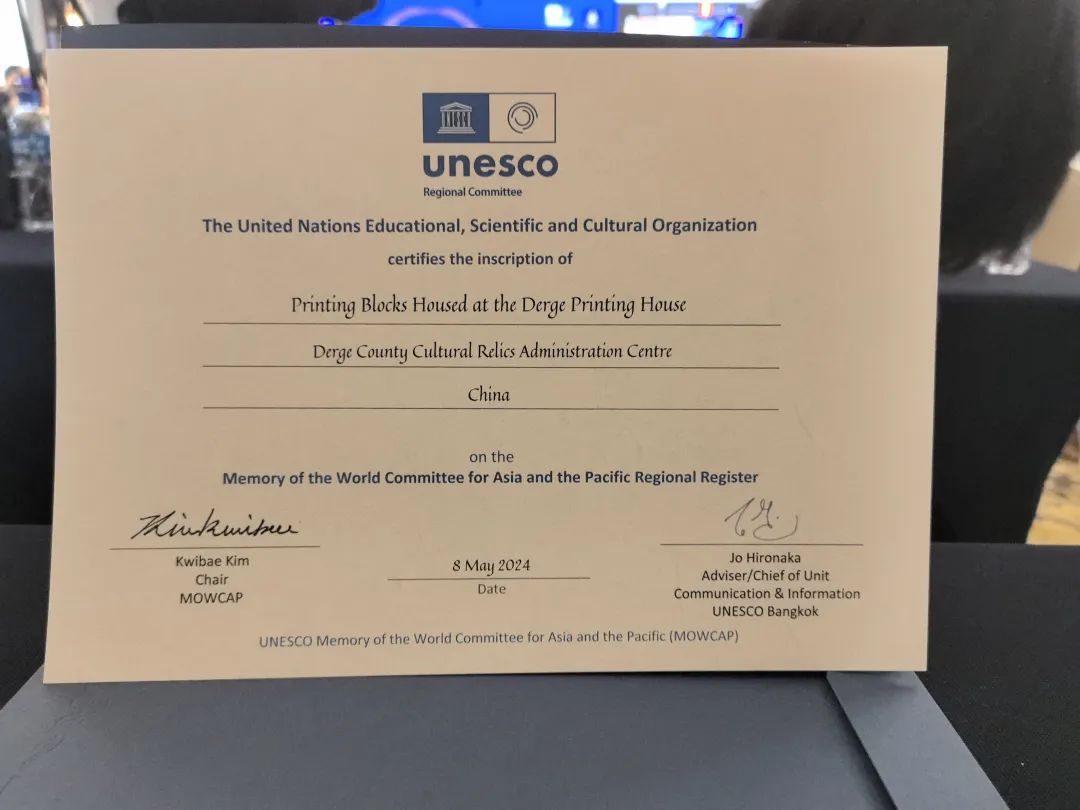 unesco
Regional Committee
The United Nations Educational, Scientific and Cultural Organization
certifies the inscription of
Printing Blocks Housed at the Derge Printing House
Derge County Cultural Relics Administration Centre
China
on the
Memory of the World Committee for Asia and the Pacific Regional Register
Kwibae Kim
Chair
MOWCAP
8 May 2024
Date
Jo Hironaka
Adviser/Chief of Unit
Communication & Information
UNESCO Bangkok
UNESCO Memory of the World Committee for Asia and the Pacific (MOWCAP)